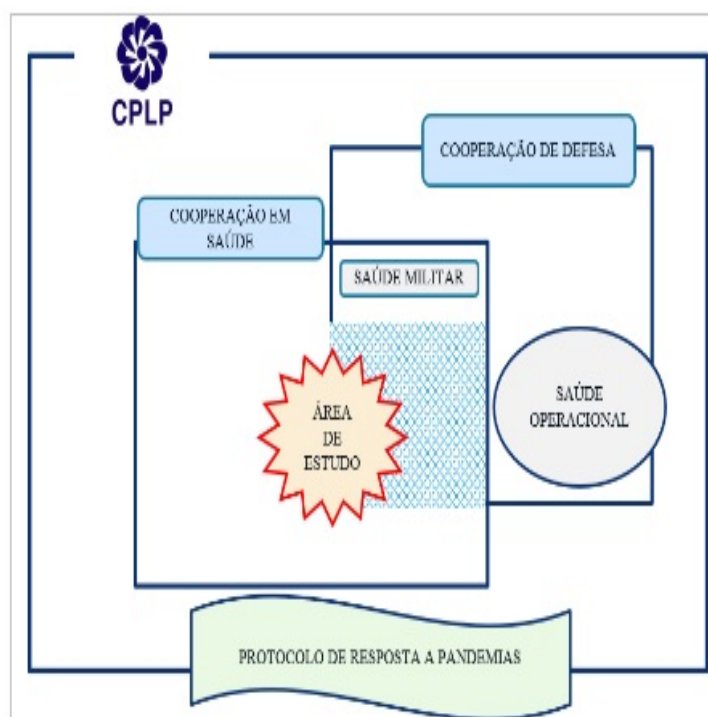 CPLP
COOPERAÇÃO DE DEFESA
COOPERAÇÃO EM
SAÚDE
SAÚDE MILITAR
ÁREA
DE
ESTUDO
SAÚDE
OPERACIONAL
PROTOCOLO DE RESPOSTA A PANDEMIAS